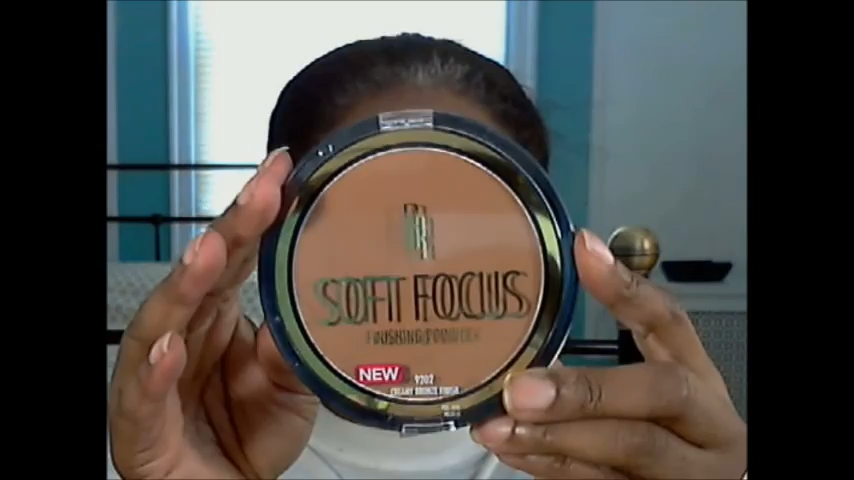 SOFT FOCUS
FINISHING POWDER
NEW
9202
CREAMY BRONZE FINISH